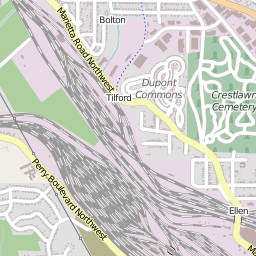 Bolton
Marietta Road Northwest
Tilford
Dupont
Commons
Crestlawn
Cemetery
Perry Boulevard Northwest
Ellen